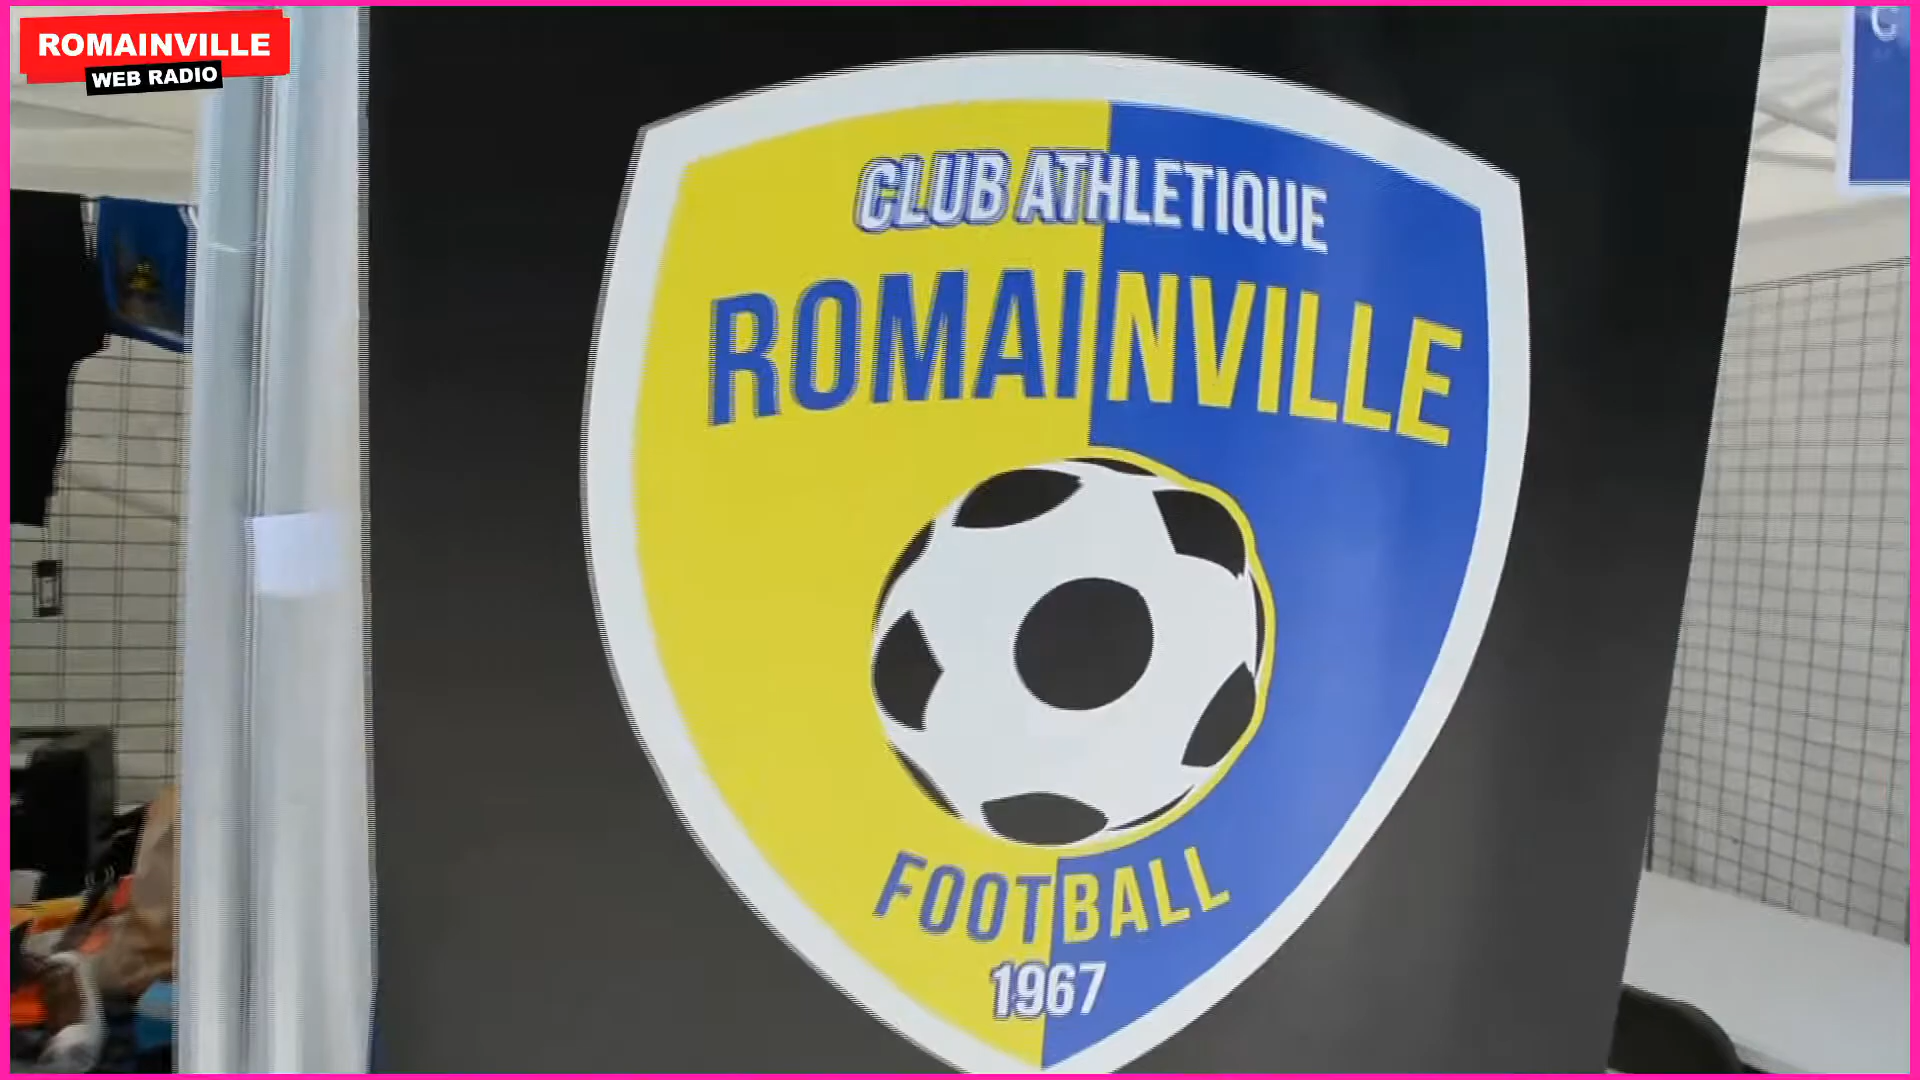 ROMAINVILLE
WEB RADIO
C
CLUB ATHLETIQUE
ROMAINVILLE
FOOTBALL
1967